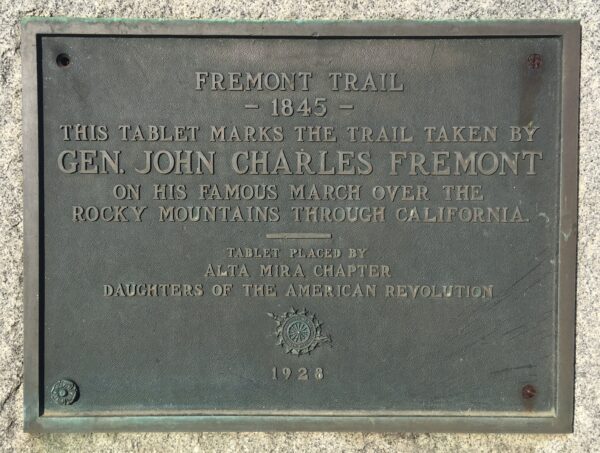 FREMONT TRAIL
- 1845 -
THIS TABLET MARKS THE TRAIL TAKEN BY
GEN. JOHN CHARLES FREMONT
ON HIS FAMOUS MARCH OVER THE
ROCKY MOUNTAINS THROUGH CALIFORNIA.
TABLET PLACED BY
ALTA MIRA CHAPTER
DAUGHTERS OF THE AMERICAN REVOLUTION
1928